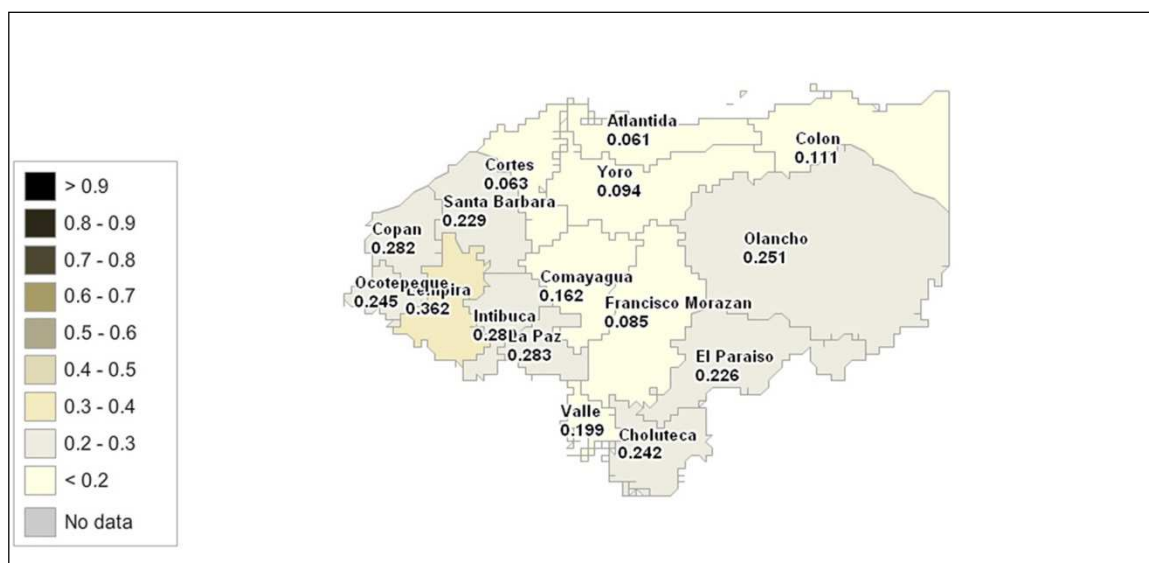 Atlantida
0.061
Colon
0.111
Cortes
0.063
Yoro
0.094
Santa Barbara
0.229
Copan
0.282
Olancho
0.251
Ocotepeque
0.245
Lempira
0.362
Comayagua
0.162
Francisco Morazan
0.085
Intibuca
0.280
La Paz
0.283
El Paraiso
0.226
Valle
0.199
Choluteca
0.242
> 0.9
0.8 - 0.9
0.7 - 0.8
0.6 - 0.7
0.5 - 0.6
0.4 - 0.5
0.3 - 0.4
0.2 - 0.3
< 0.2
No data